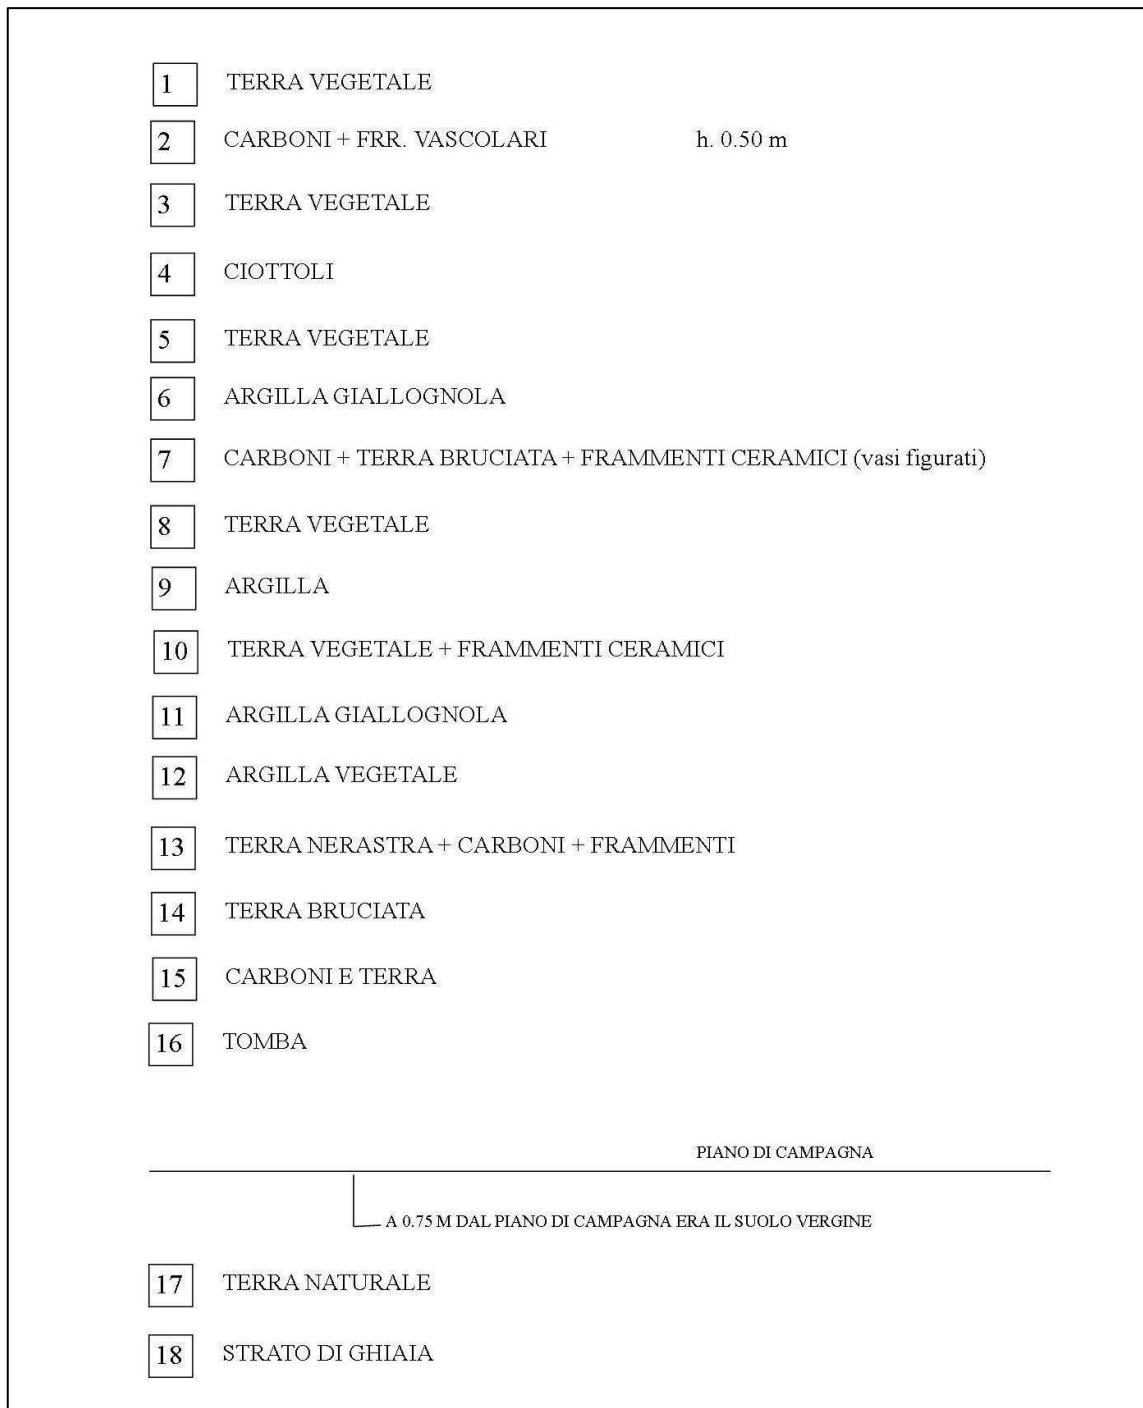 1 TERRA VEGETALE
2 CARBONI + FRR. VASCOLARI h. 0.50 m
3 TERRA VEGETALE
4 CIOTTOLI
5 TERRA VEGETALE
6 ARGILLA GIALLOGNOLA
7 CARBONI + TERRA BRUCIATA + FRAMMENTI CERAMICI (vasi figurati)
8 TERRA VEGETALE
9 ARGILLA
10 TERRA VEGETALE + FRAMMENTI CERAMICI
11 ARGILLA GIALLOGNOLA
12 ARGILLA VEGETALE
13 TERRA NERASTRA + CARBONI + FRAMMENTI
14 TERRA BRUCIATA
15 CARBONI E TERRA
16 TOMBA
PIANO DI CAMPAGNA
A 0.75 M DAL PIANO DI CAMPAGNA ERA IL SUOLO VERGINE
17 TERRA NATURALE
18 STRATO DI GHIAIA